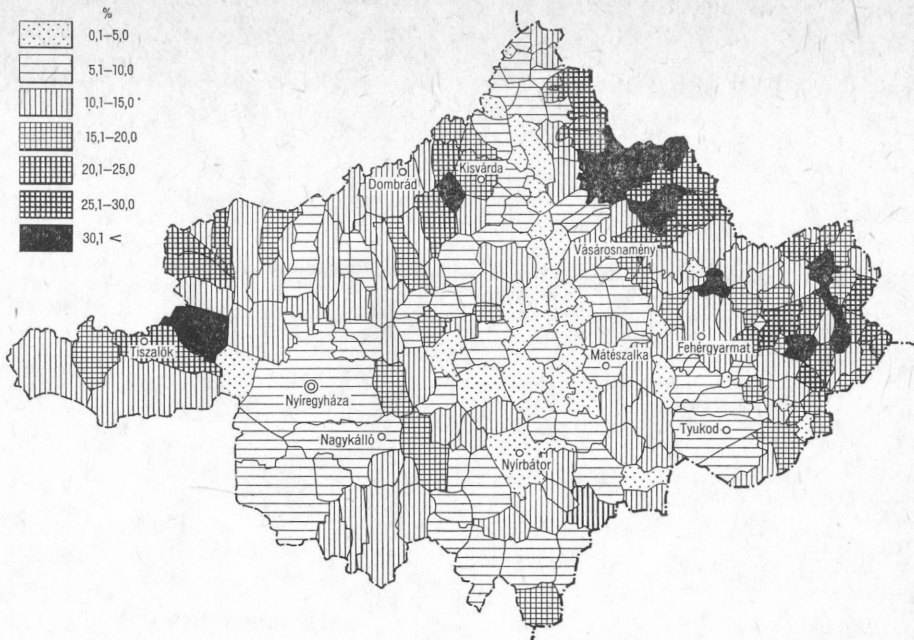 %
0,1–5,0
5,1–10,0
10,1–15,0
15,1–20,0
20,1–25,0
25,1–30,0
30,1 <
Kisvárda
Dombrád
Vásárosnamény
Tiszalök
Fehérgyarmat
Mátészalka
Nyíregyháza
Nagykálló
Tyukod
Nyírbátor